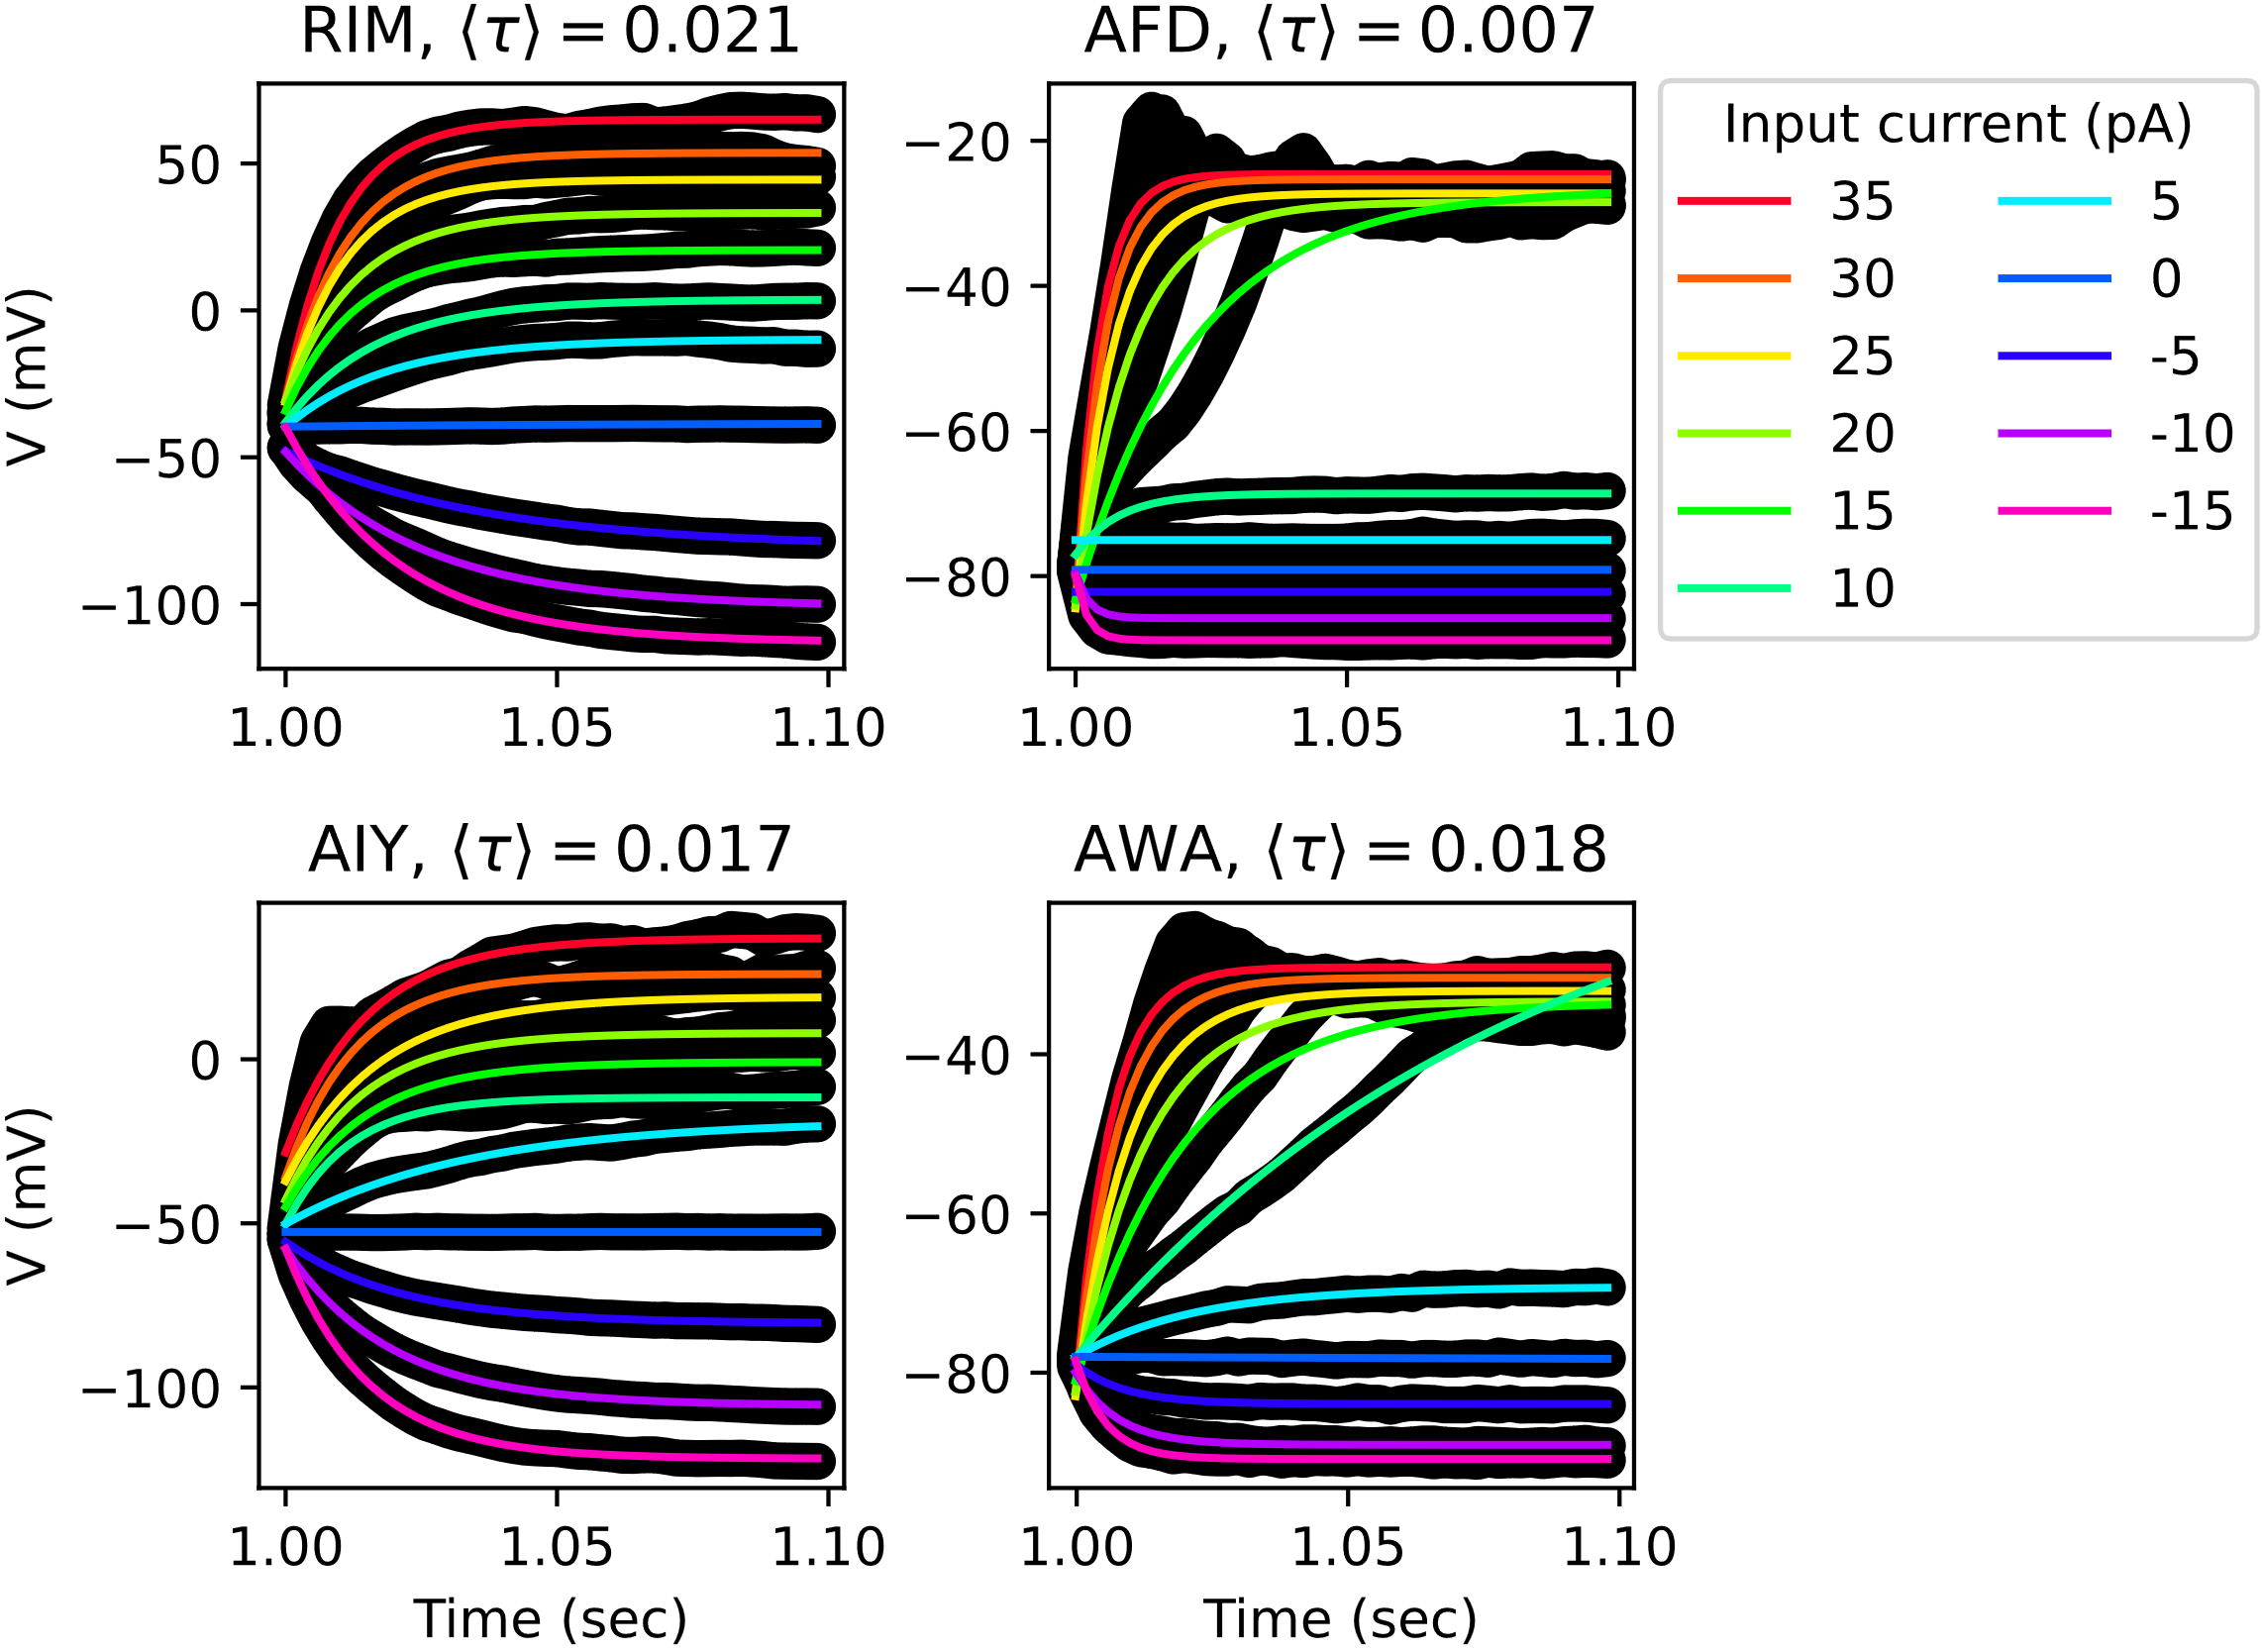 RIM, ⟨τ⟩ = 0.021
AFD, ⟨τ⟩ = 0.007
V (mV)
50
0
−50
−100
1.00 1.05 1.10
−20
−40
−60
−80
1.00 1.05 1.10
Input current (pA)
35 5
30 0
25 -5
20 -10
15 -15
10
AIY, ⟨τ⟩ = 0.017
AWA, ⟨τ⟩ = 0.018
V (mV)
0
−50
−100
1.00 1.05 1.10
Time (sec)
−40
−60
−80
1.00 1.05 1.10
Time (sec)